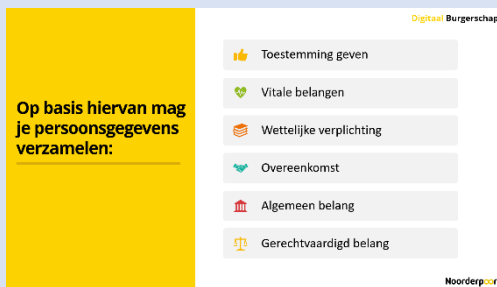 Digitaal Burgerschap
Op basis hiervan mag
je persoonsgegevens
verzamelen:
Toestemming geven
Vitale belangen
Wettelijke verplichting
Overeenkomst
Algemeen belang
Gerechtvaardigd belang
Noorderpoort